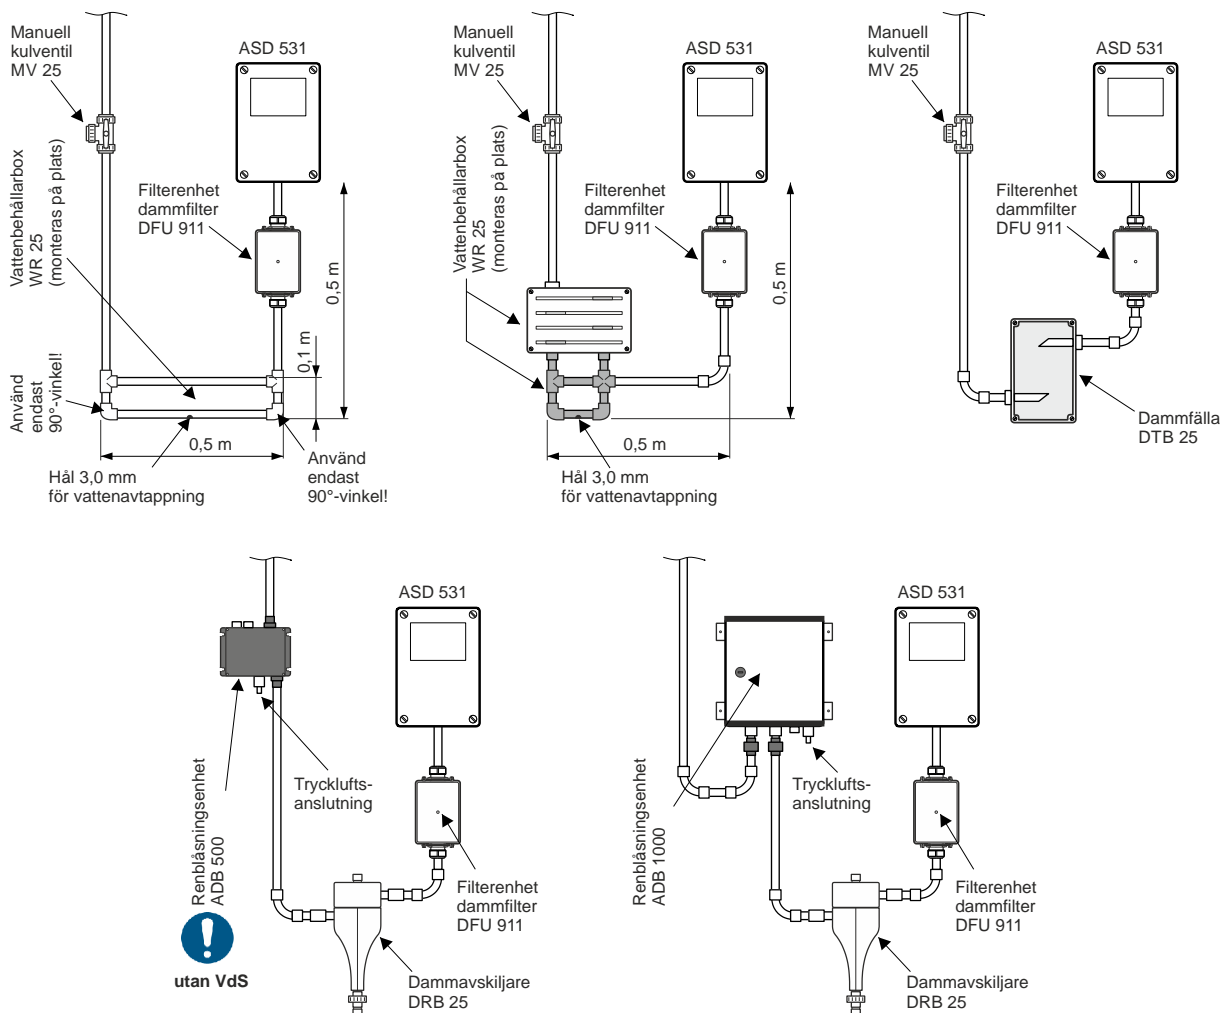 Manuell
kulventil
MV 25
ASD 531
Vattenbehållarbox
WR 25
(monteras på plats)
Filterenhet
dammfilter
DFU 911
0,5 m
0,1 m
Använd
endast
90°-vinkel!
0,5 m
Hål 3,0 mm
för vattenavtappning
Använd
endast
90°-vinkel!
Manuell
kulventil
MV 25
ASD 531
Vattenbehållarbox
WR 25
(monteras på plats)
Filterenhet
dammfilter
DFU 911
0,5 m
0,5 m
Hål 3,0 mm
för vattenavtappning
Manuell
kulventil
MV 25
ASD 531
Filterenhet
dammfilter
DFU 911
Dammfälla
DTB 25
ASD 531
Renblåsningsenhet
ADB 500
Trycklufts-
anslutning
Filterenhet
dammfilter
DFU 911
utan VdS
Dammavskiljare
DRB 25
ASD 531
Renblåsningsenhet
ADB 1000
Trycklufts-
anslutning
Filterenhet
dammfilter
DFU 911
Dammavskiljare
DRB 25